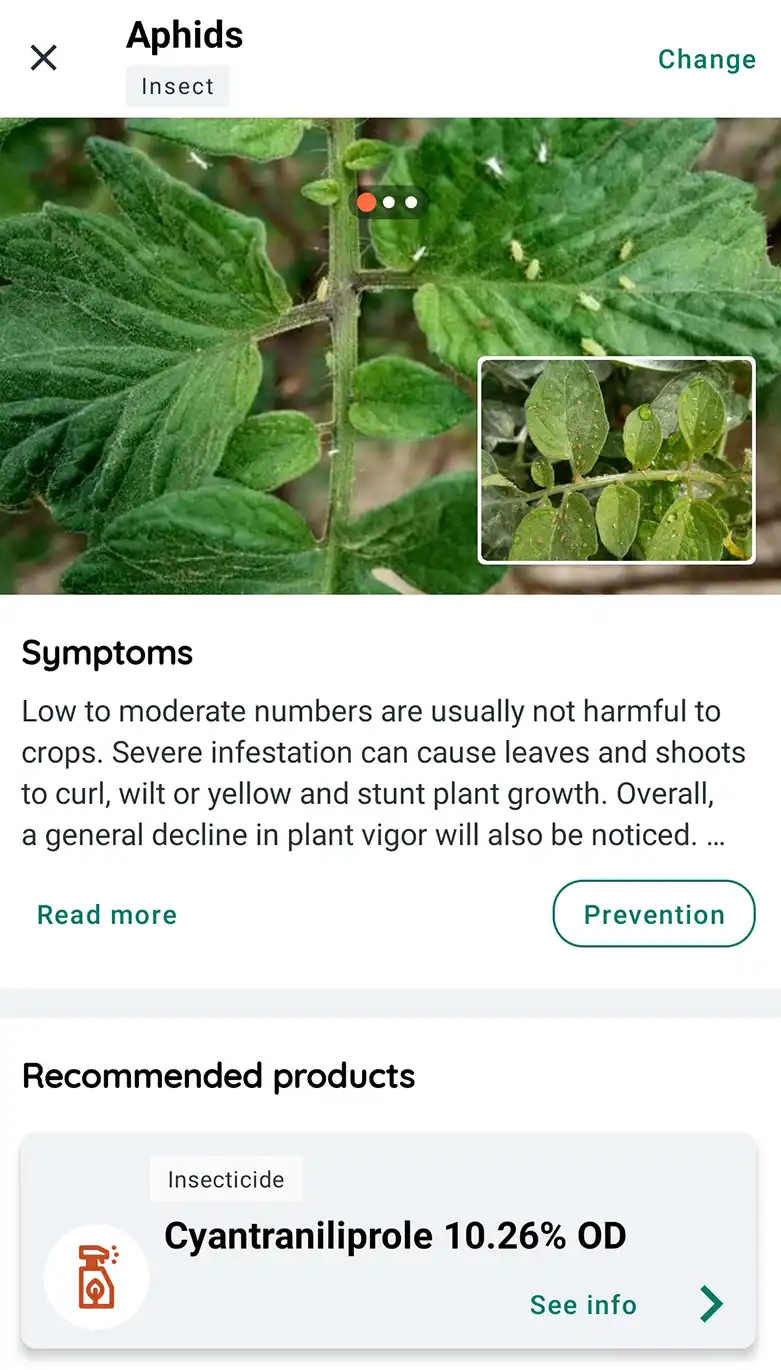 Aphids
Insect
Change
Symptoms
Low to moderate numbers are usually not harmful to
crops. Severe infestation can cause leaves and shoots
to curl, wilt or yellow and stunt plant growth. Overall,
a general decline in plant vigor will also be noticed. ...
Read more
Prevention
Recommended products
Insecticide
Cyantraniliprole 10.26% OD
See info